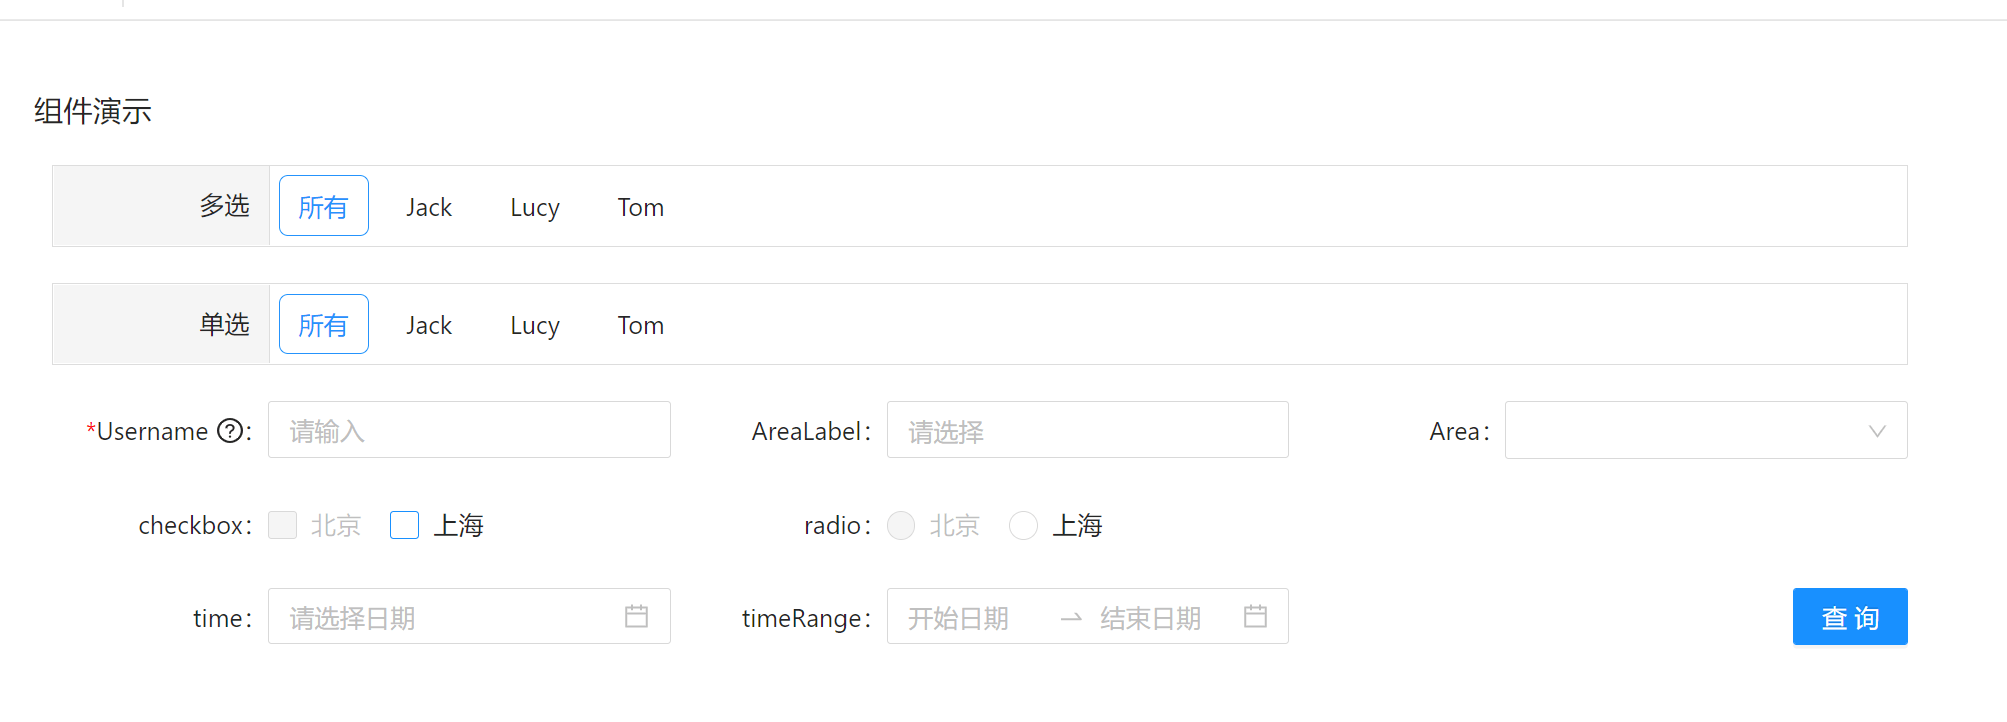 组件演示
多选 所有 Jack Lucy Tom
单选 所有 Jack Lucy Tom
*Username ?: 请输入 AreaLabel: 请选择 Area:
checkbox: 北京 上海 radio: 北京 上海
time: 请选择日期 timeRange: 开始日期 → 结束日期 查 询